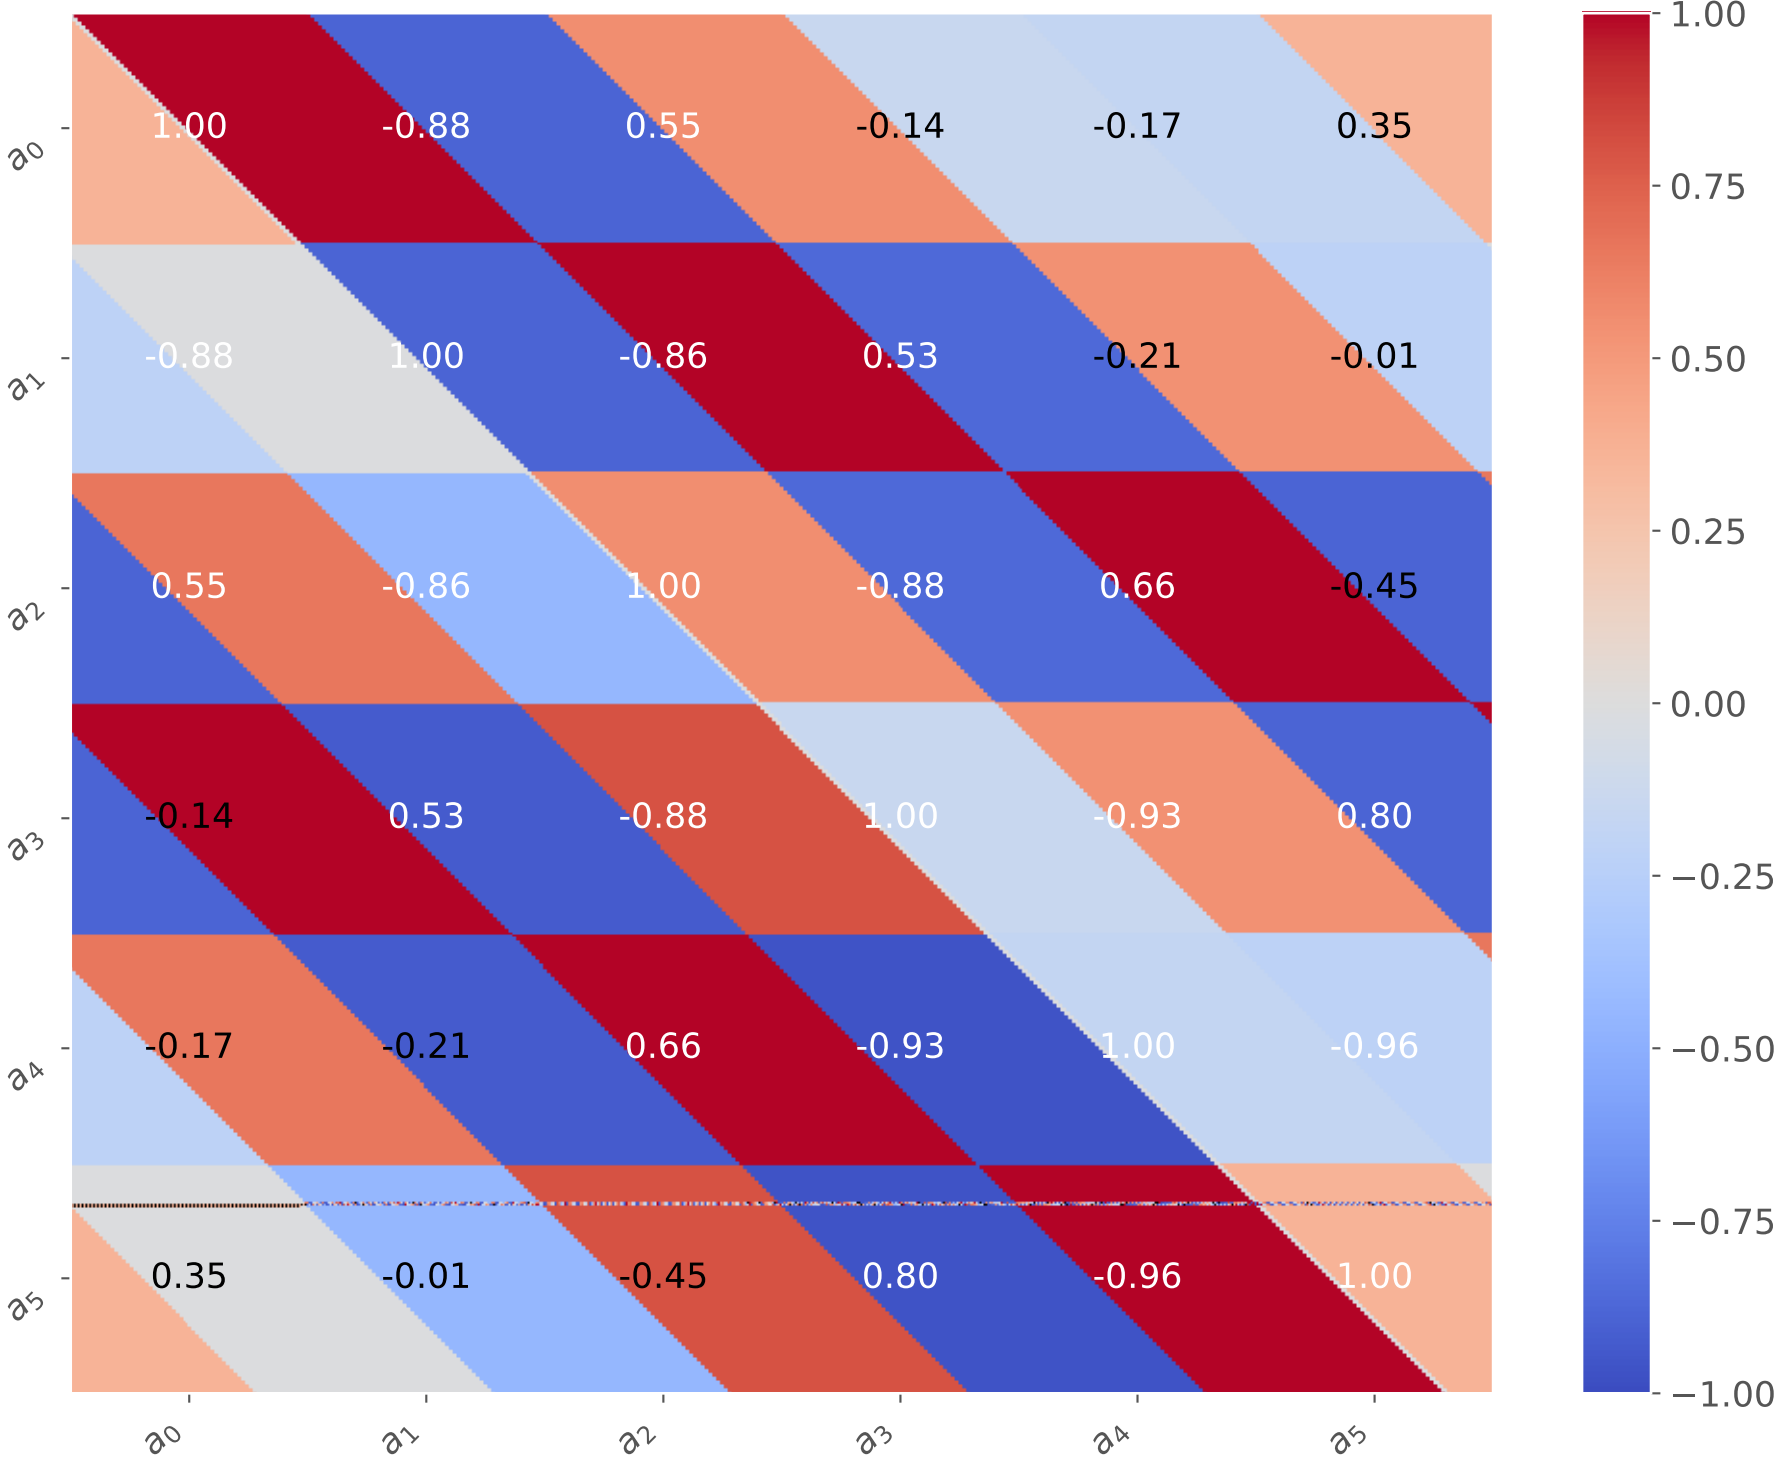 1.00
a0 1.00 -0.88 0.55 -0.14 -0.17 0.35
0.75
a1 -0.88 1.00 -0.86 0.53 -0.21 -0.01
0.50
0.25
a2 0.55 -0.86 1.00 -0.88 0.66 -0.45
0.00
a3 -0.14 0.53 -0.88 1.00 -0.93 0.80
−0.25
a4 -0.17 -0.21 0.66 -0.93 1.00 -0.96
−0.50
−0.75
a5 0.35 -0.01 -0.45 0.80 -0.96 1.00
−1.00
a0 a1 a2 a3 a4 a5